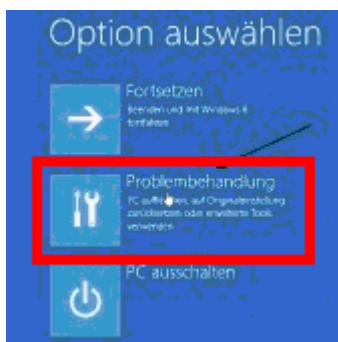 Option auswählen
Fortsetzen
Beenden und mit Windows 8
fortfahren
Problembehandlung
PC auffrischen, auf Originaleinstellung
zurücksetzen oder erweiterte Tools
verwenden
PC ausschalten